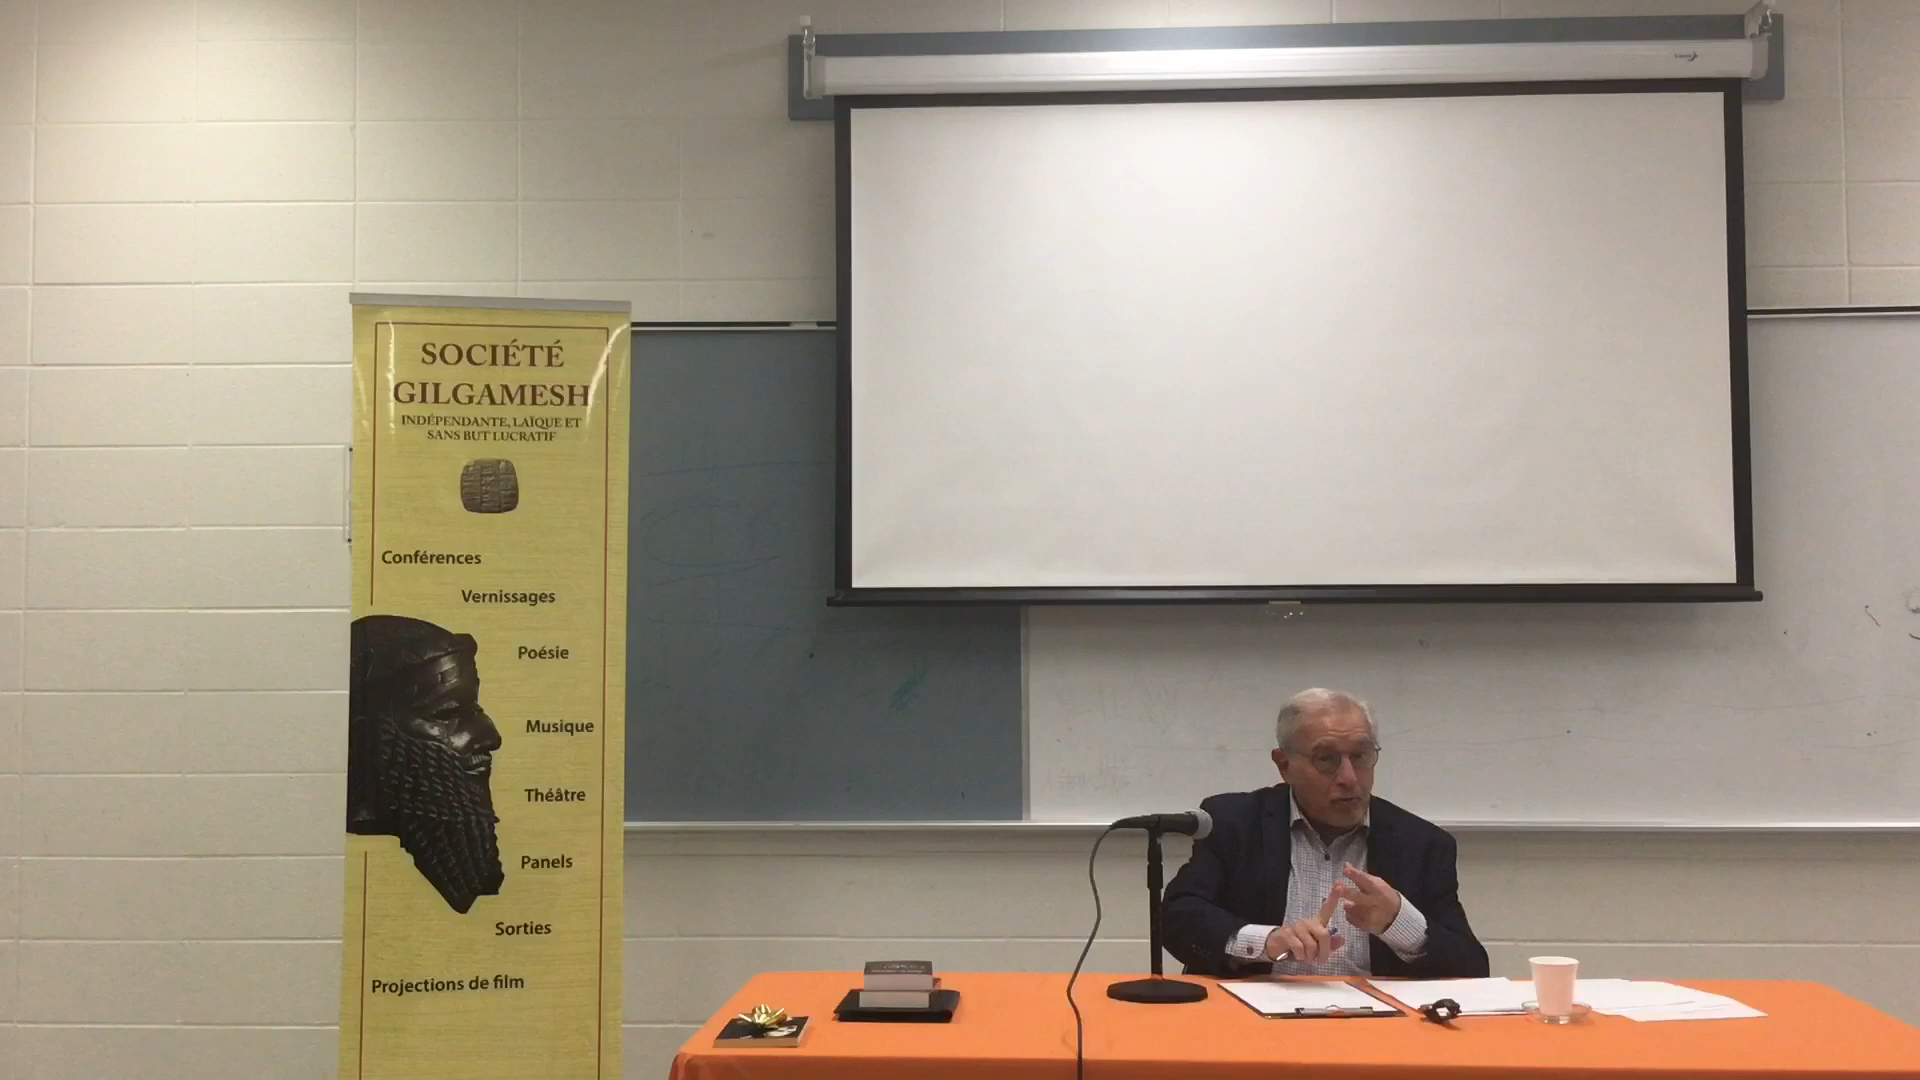 SOCIÉTÉ
GILGAMESH
INDÉPENDANTE, LAÏQUE ET
SANS BUT LUCRATIF
Conférences
Vernissages
Poésie
Musique
Théâtre
Panels
Sorties
Projections de film